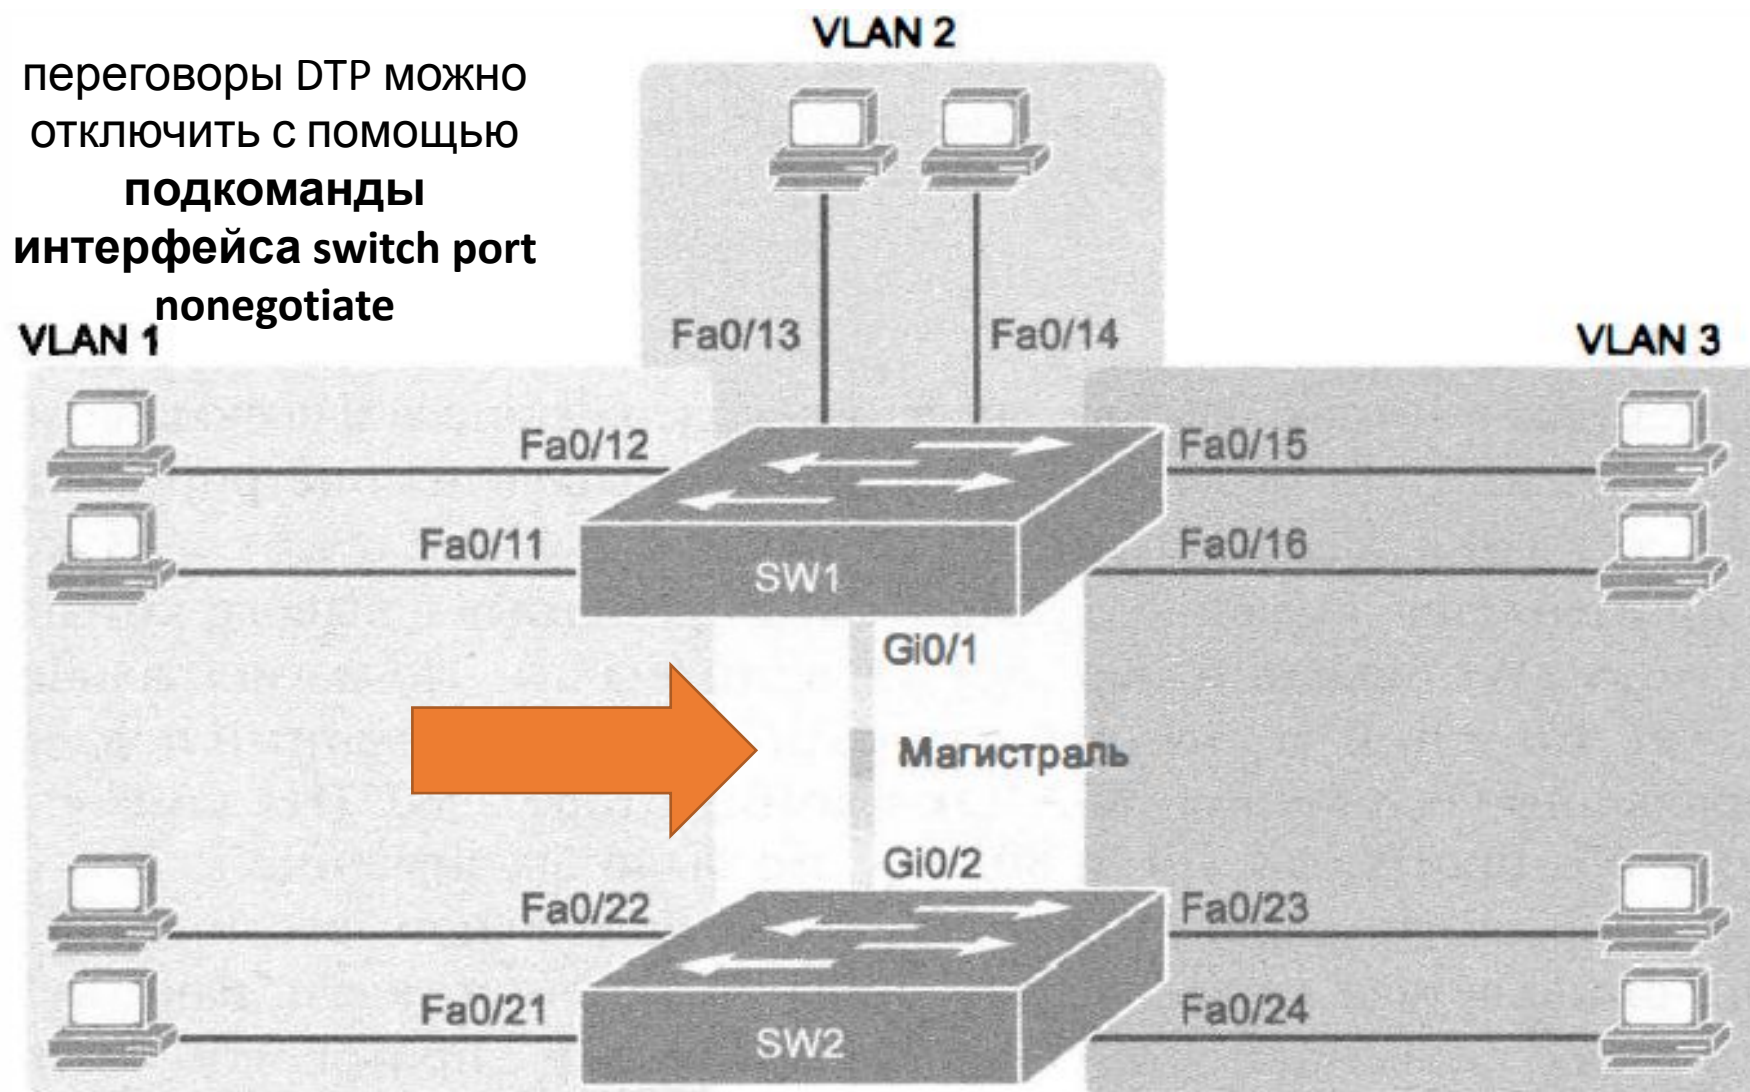 VLAN 2
переговоры DTP можно
отключить с помощью
подкоманды
интерфейса switch port
nonegotiate
VLAN 1
Fa0/13
Fa0/14
VLAN 3
Fa0/12
Fa0/15
Fa0/11
Fa0/16
SW1
Gi0/1
Магистраль
Gi0/2
Fa0/22
Fa0/23
Fa0/21
Fa0/24
SW2